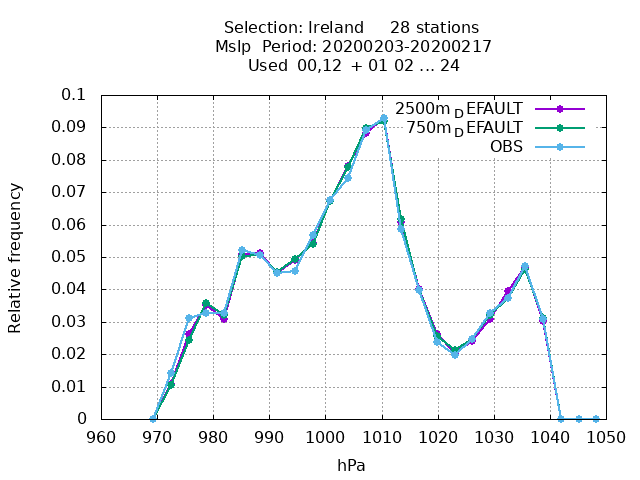 Selection: Ireland 28 stations
Mslp Period: 20200203-20200217
Used 00,12 + 01 02 ... 24
0.1
0.09
0.08
0.07
0.06
0.05
0.04
0.03
0.02
0.01
0
Relative frequency
2500m_DEFAULT
750m_DEFAULT
OBS
960 970 980 990 1000 1010 1020 1030 1040 1050
hPa